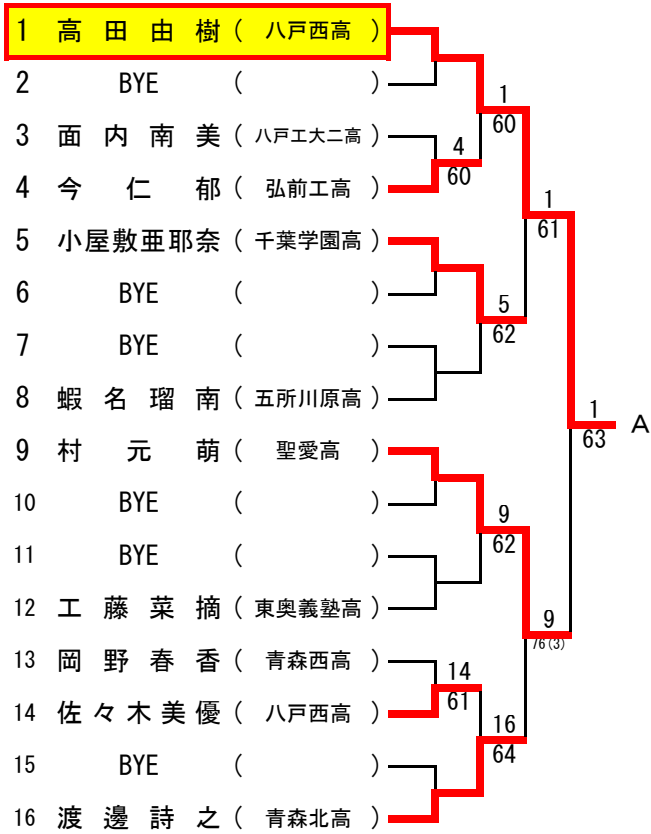 1 高田由樹 ( 八戸西高 )
2 BYE ( )
3 面内南美 ( 八戸工大二高 )
4 今仁郁 ( 弘前工高 )
5 小屋敷亜耶奈 ( 千葉学園高 )
6 BYE ( )
7 BYE ( )
8 蝦名瑠南 ( 五所川原高 )
9 村元萌 ( 聖愛高 )
10 BYE ( )
11 BYE ( )
12 工藤菜摘 ( 東奥義塾高 )
13 岡野春香 ( 青森西高 )
14 佐々木美優 ( 八戸西高 )
15 BYE ( )
16 渡邊詩之 ( 青森北高 )
4
60
14
61
1
60
5
62
9
62
16
64
1
61
9
76(3)
1
63
A